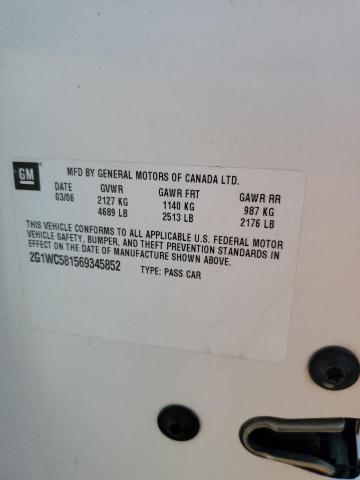 GM
MFD BY GENERAL MOTORS OF CANADA LTD.
DATE GVWR GAWR FRT GAWR RR
03/06 2127 KG 1140 KG 987 KG
4689 LB 2513 LB 2176 LB
THIS VEHICLE CONFORMS TO ALL APPLICABLE U.S. FEDERAL MOTOR
VEHICLE SAFETY, BUMPER, AND THEFT PREVENTION STANDARDS IN
EFFECT ON THE DATE OF MANUFACTURE SHOWN ABOVE.
2G1WC581569345852 TYPE: PASS CAR